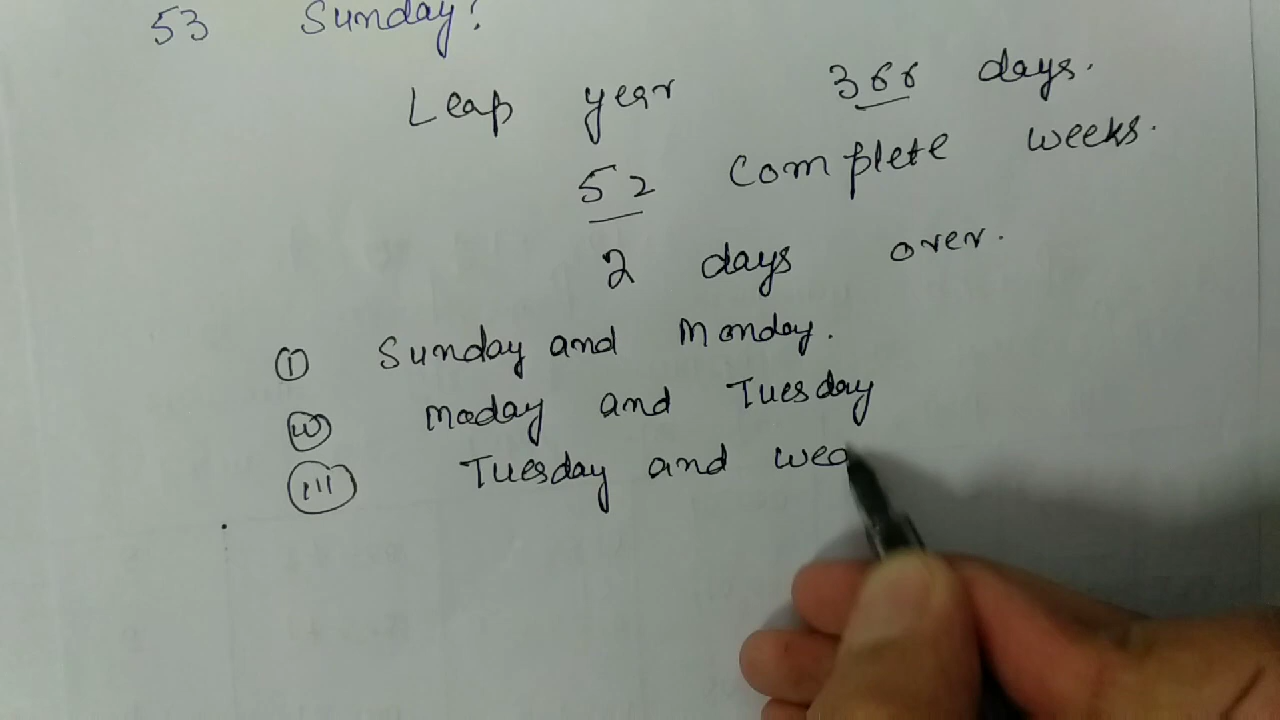 53 Sunday?
Leap year 366 days.
52 Complete weeks.
2 days over.
(i) Sunday and Monday.
(ii) Moday and Tuesday
(iii) Tuesday and wed